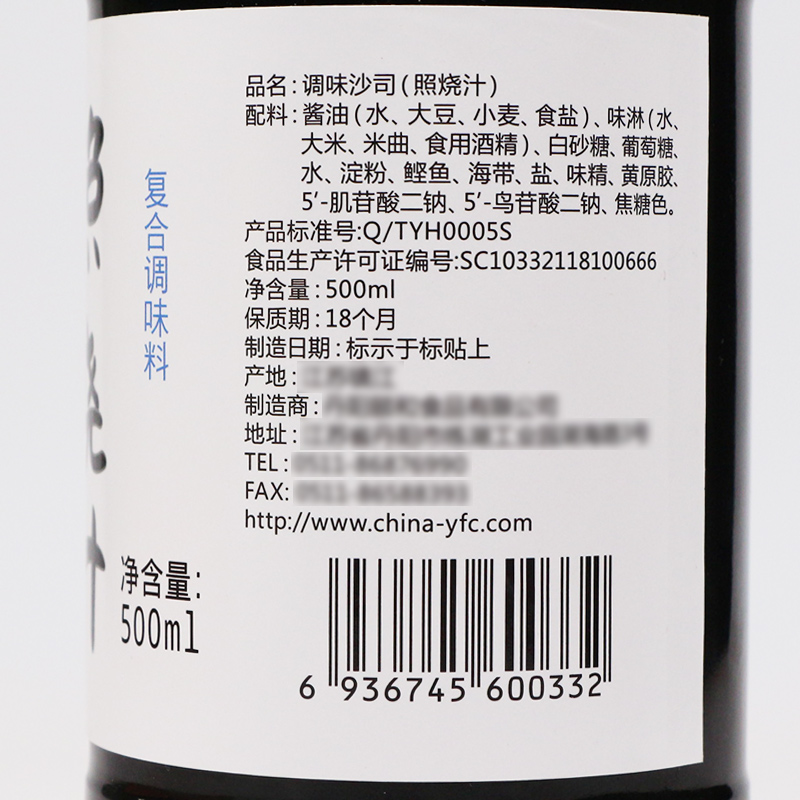 品名:调味沙司(照烧汁)
配料:酱油(水、大豆、小麦、食盐)、味淋(水、
大米、米曲、食用酒精)、白砂糖、葡萄糖、
水、淀粉、鲣鱼、海带、盐、味精、黄原胶、
5′-肌苷酸二钠、5′-鸟苷酸二钠、焦糖色。
产品标准号:Q/TYH0005S
食品生产许可证编号:SC10332118100666
净含量:500ml
保质期:18个月
制造日期:标示于标贴上
产地:
制造商:
地址:
TEL:
FAX:
http://www.china-yfc.com
复合调味料
烧汁
净含量:
500ml
6 936745 600332